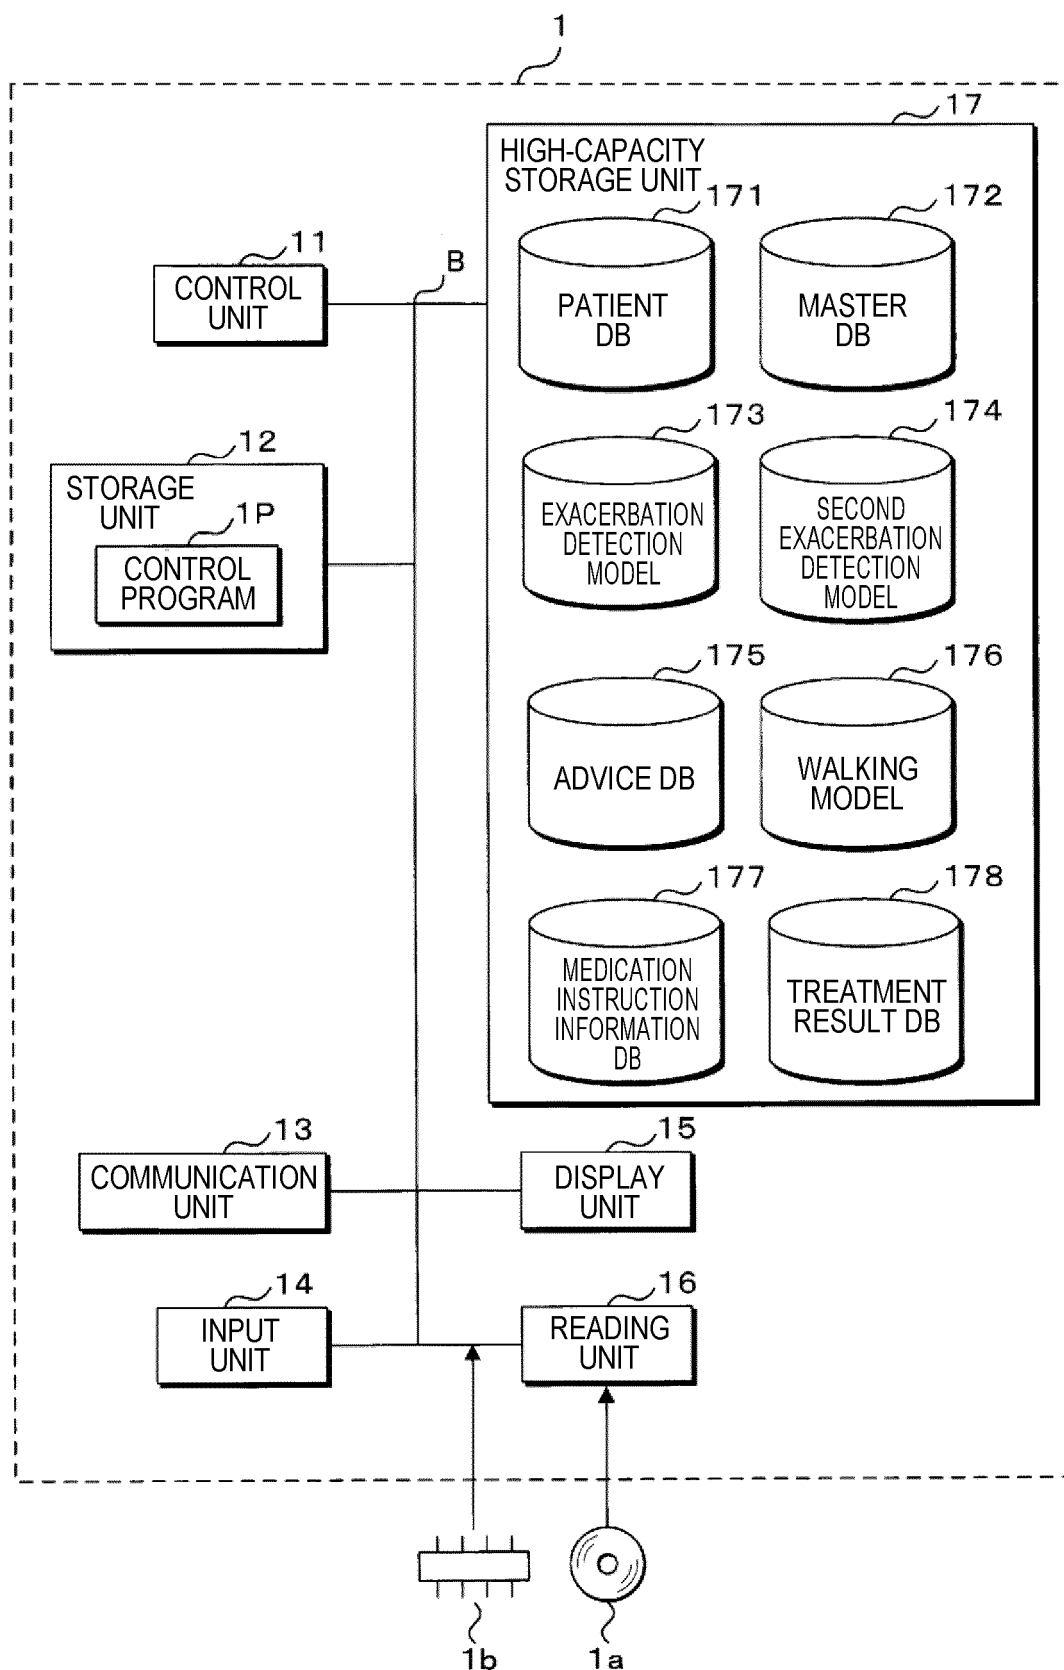 1
17
HIGH-CAPACITY
STORAGE UNIT
171
172
11
B
CONTROL
UNIT
PATIENT
DB
MASTER
DB
173
174
12
STORAGE
UNIT
1P
CONTROL
PROGRAM
EXACERBATION
DETECTION
MODEL
SECOND
EXACERBATION
DETECTION
MODEL
175
176
ADVICE DB
WALKING
MODEL
177
178
MEDICATION
INSTRUCTION
INFORMATION
DB
TREATMENT
RESULT DB
13
15
COMMUNICATION
UNIT
DISPLAY
UNIT
14
16
INPUT
UNIT
READING
UNIT
1b
1a